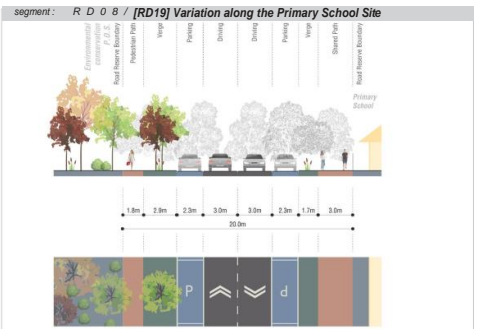 segment : R D 0 8 / [RD19] Variation along the Primary School Site
Environmental
conservation
P.O.S.
Road Reserve Boundary
Pedestrian Path
Verge
Parking
Driving
Driving
Parking
Verge
Shared Path
Road Reserve Boundary
Primary
School
1.8m 2.9m 2.3m 3.0m 3.0m 2.3m 1.7m 3.0m
20.0m
P
P